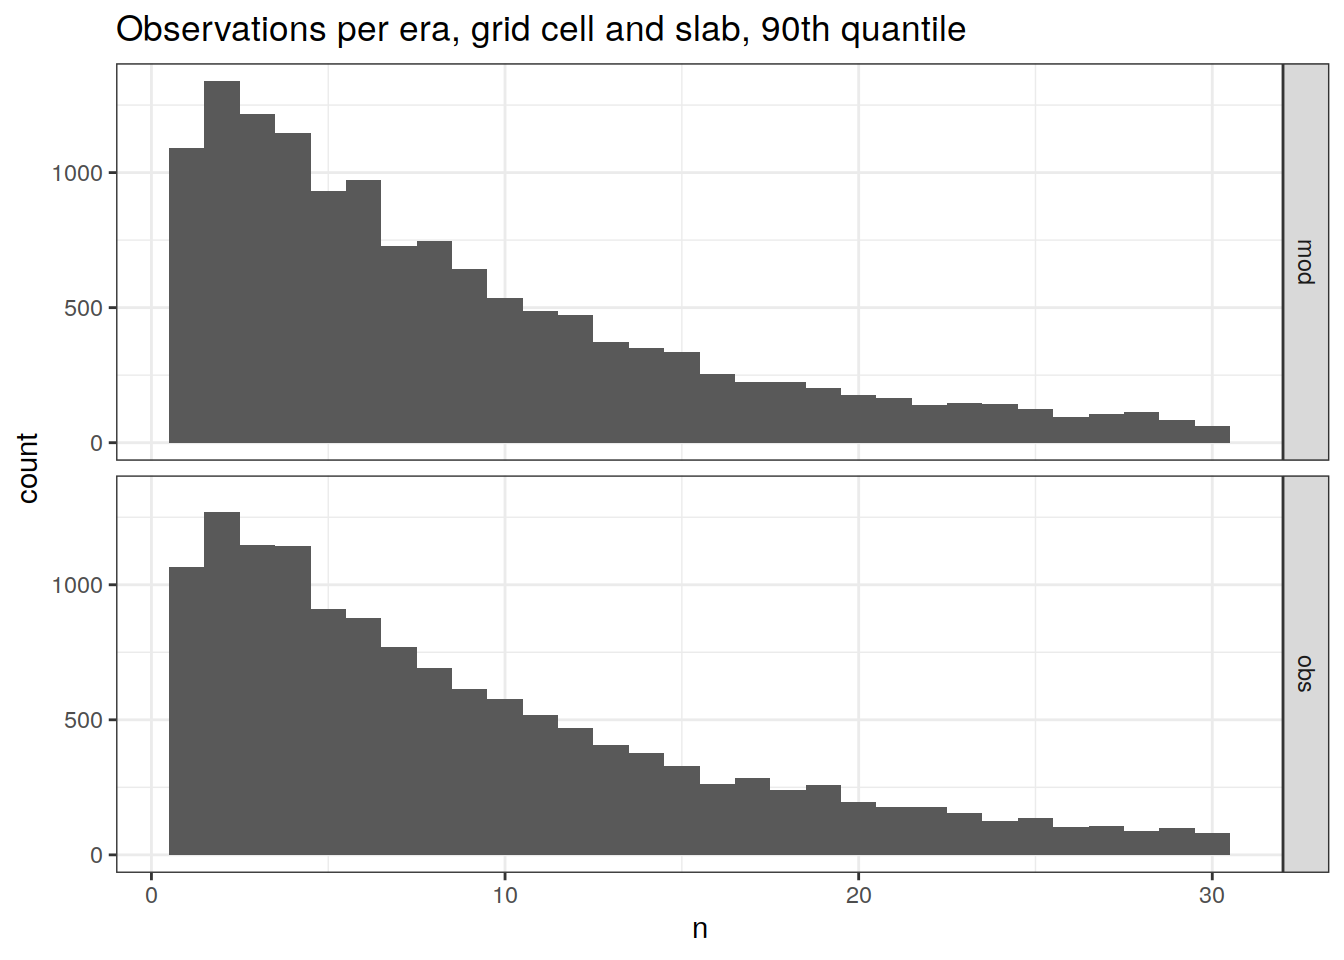 Observations per era, grid cell and slab, 90th quantile
1000
500
0
mod
count
1000
500
0
obs
0 10 20 30
n